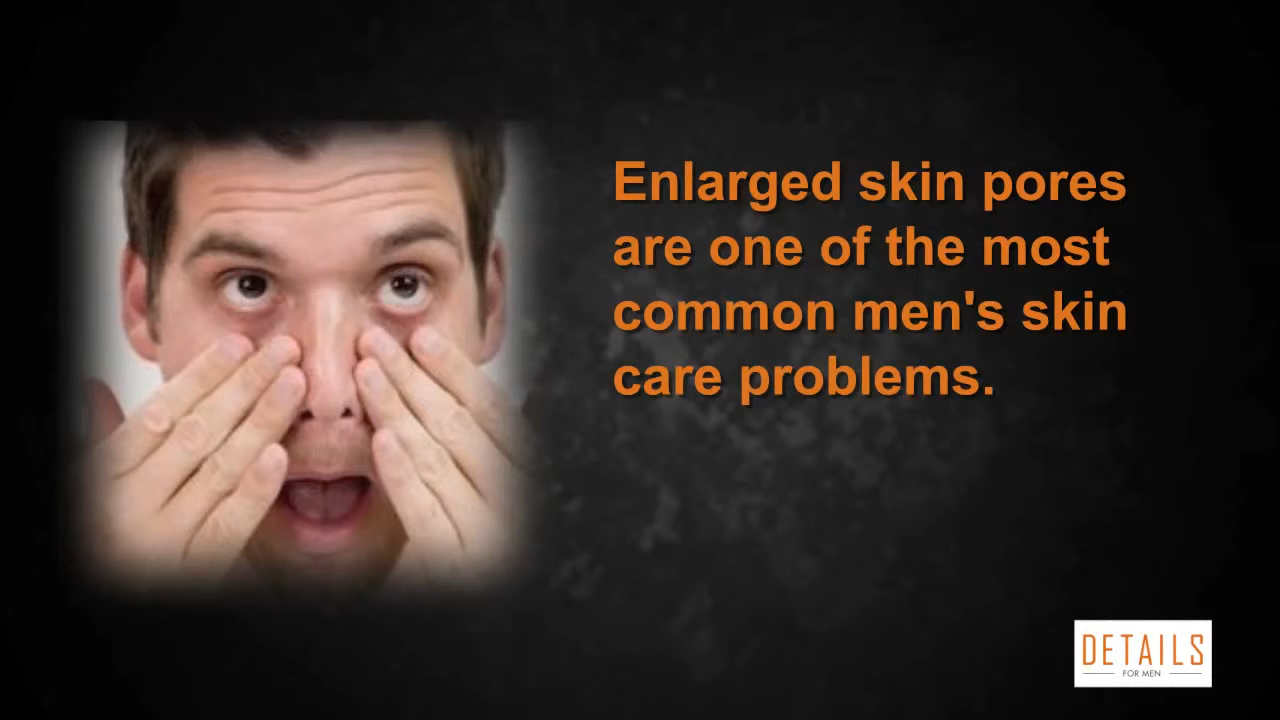 Enlarged skin pores
are one of the most
common men's skin
care problems.
DETAILS
FOR MEN